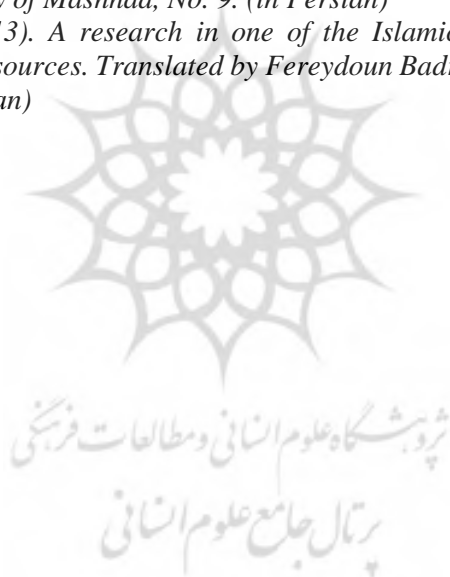 y of Mashhad, No. 9. (in Persian)
13). A research in one of the Islamic
sources. Translated by Fereydoun Bad
an)
پژوهشگاه علوم انسانی و مطالعات فرهنگی
پرتال جامع علوم انسانی